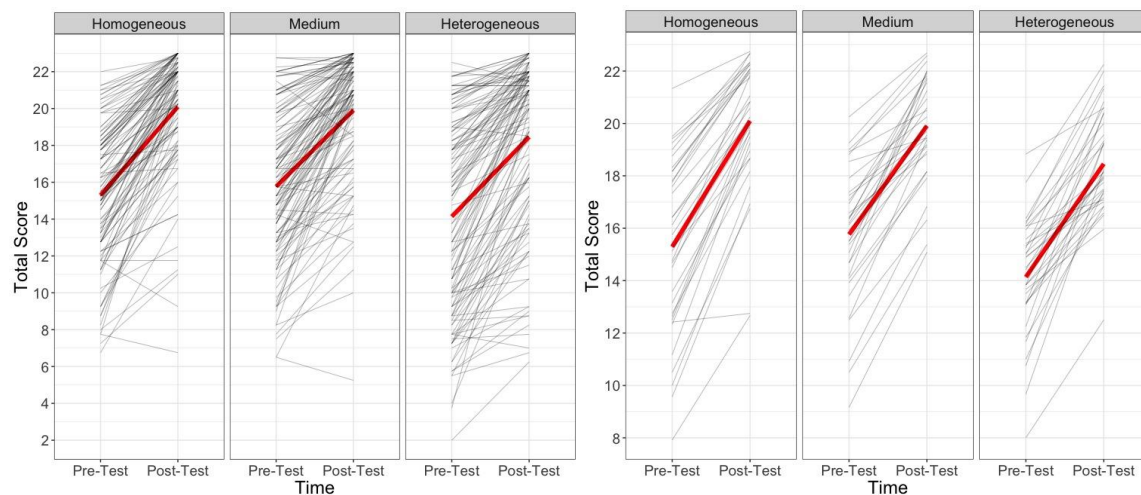 Homogeneous Medium Heterogeneous
Total Score
22
20
18
16
14
12
10
8
6
4
2
Pre-Test Post-Test Pre-Test Post-Test Pre-Test Post-Test
Time
Homogeneous Medium Heterogeneous
Total Score
22
20
18
16
14
12
10
8
Pre-Test Post-Test Pre-Test Post-Test Pre-Test Post-Test
Time